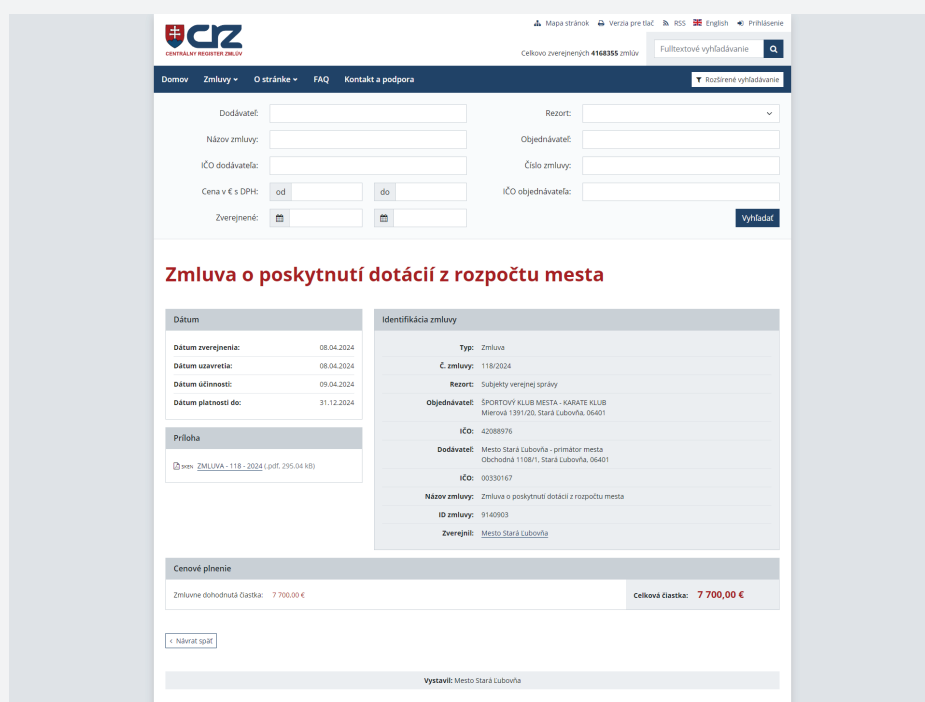 Mapa stránok Verzia pre tlač RSS English Prihlásenie
crz
CENTRÁLNY REGISTER ZMLÚV
Celkovo zverejnených 4168355 zmlúv
Fulltextové vyhľadávanie
Domov Zmluvy O stránke FAQ Kontakt a podpora Rozšírené vyhľadávanie
Dodávateľ: Rezort:
Názov zmluvy: Objednávateľ:
IČO dodávateľa: Číslo zmluvy:
Cena v € s DPH: od do IČO objednávateľa:
Zverejnené: Vyhľadať
Zmluva o poskytnutí dotácií z rozpočtu mesta
Dátum
Dátum zverejnenia: 08.04.2024
Dátum uzavretia: 08.04.2024
Dátum účinnosti: 09.04.2024
Dátum platnosti do: 31.12.2024
Príloha
SKEN ZMLUVA - 118 - 2024 (.pdf, 295.04 kB)
Identifikácia zmluvy
Typ: Zmluva
Č. zmluvy: 118/2024
Rezort: Subjekty verejnej správy
Objednávateľ: ŠPORTOVÝ KLUB MESTA - KARATE KLUB
Mierová 1391/20, Stará Ľubovňa, 06401
IČO: 42088976
Dodávateľ: Mesto Stará Ľubovňa - primátor mesta
Obchodná 1108/1, Stará Ľubovňa, 06401
IČO: 00330167
Názov zmluvy: Zmluva o poskytnutí dotácií z rozpočtu mesta
ID zmluvy: 9140903
Zverejnil: Mesto Stará Ľubovňa
Cenové plnenie
Zmluvne dohodnutá čiastka: 7 700,00 € Celková čiastka: 7 700,00 €
Návrat späť
Vystavil: Mesto Stará Ľubovňa